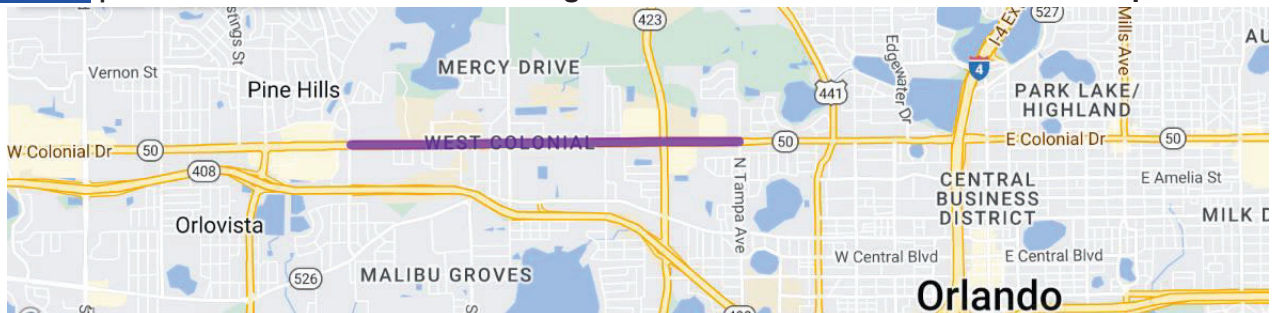 423
527
Mills Ave
Vernon St
Pine Hills
MERCY DRIVE
441
Edgewater Dr
4
PARK LAKE/
HIGHLAND
W Colonial Dr
50
WEST COLONIAL
50
E Colonial Dr
50
408
N Tampa Ave
CENTRAL
BUSINESS
DISTRICT
E Amelia St
Orlovista
526
MALIBU GROVES
W Central Blvd
E Central Blvd
Orlando